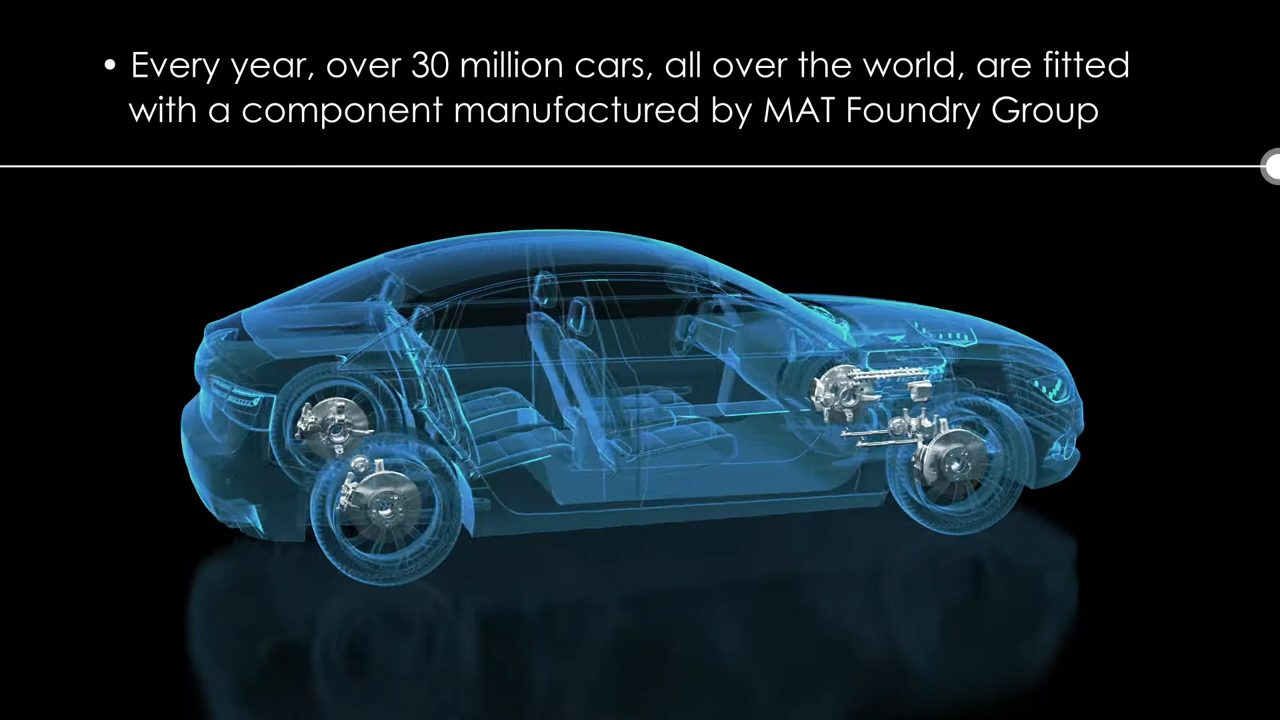 • Every year, over 30 million cars, all over the world, are fitted
with a component manufactured by MAT Foundry Group